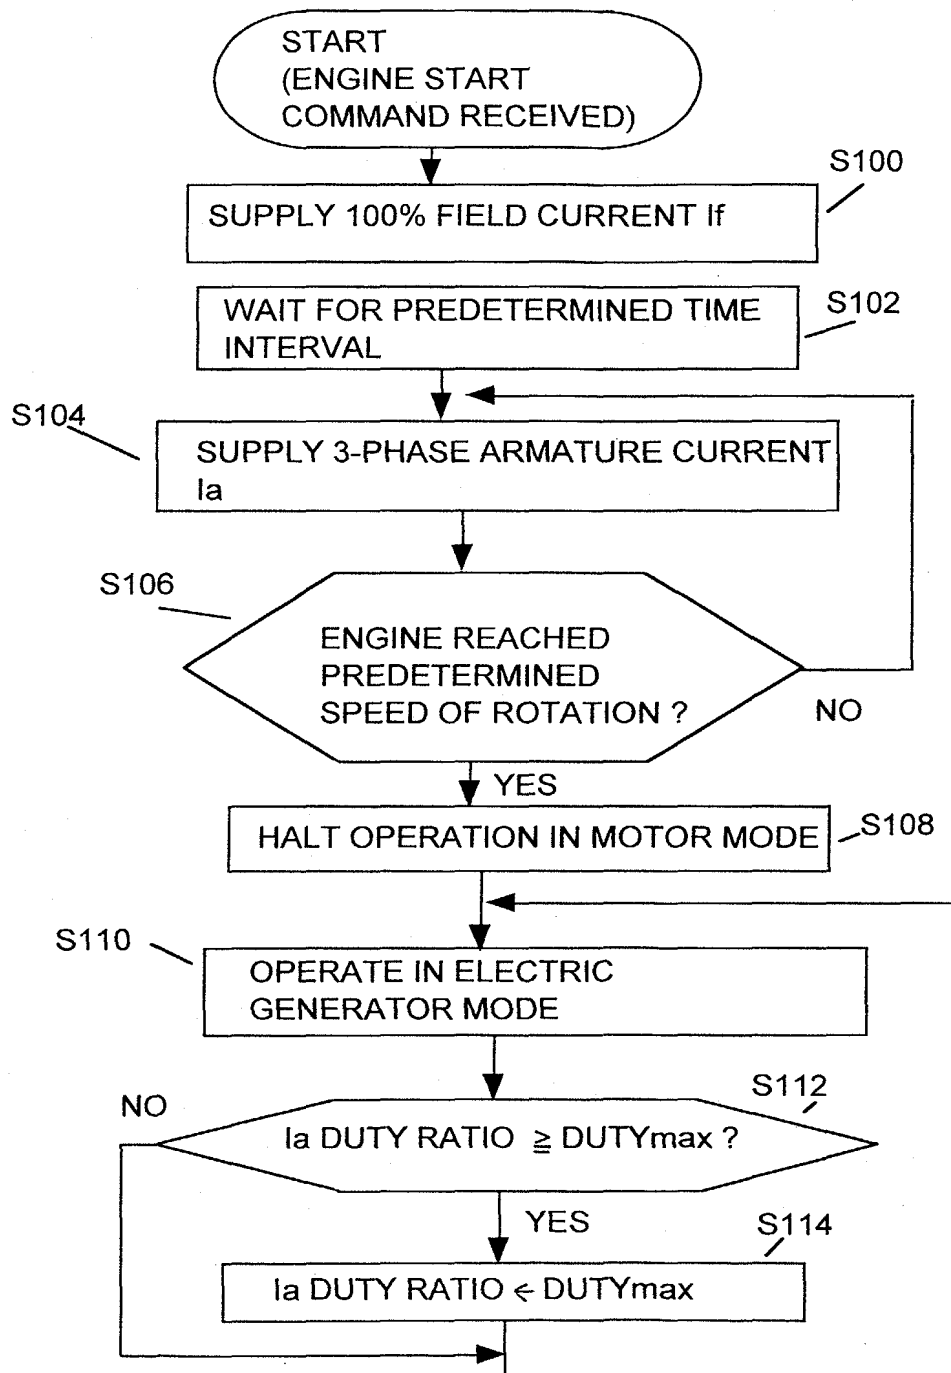 START
(ENGINE START
COMMAND RECEIVED)
S100
SUPPLY 100% FIELD CURRENT If
S102
WAIT FOR PREDETERMINED TIME
INTERVAL
S104
SUPPLY 3-PHASE ARMATURE CURRENT
Ia
S106
ENGINE REACHED
PREDETERMINED
SPEED OF ROTATION ?
NO
YES
HALT OPERATION IN MOTOR MODE
S108
S110
OPERATE IN ELECTRIC
GENERATOR MODE
S112
NO
Ia DUTY RATIO ≧ DUTYmax ?
YES
S114
Ia DUTY RATIO ← DUTYmax